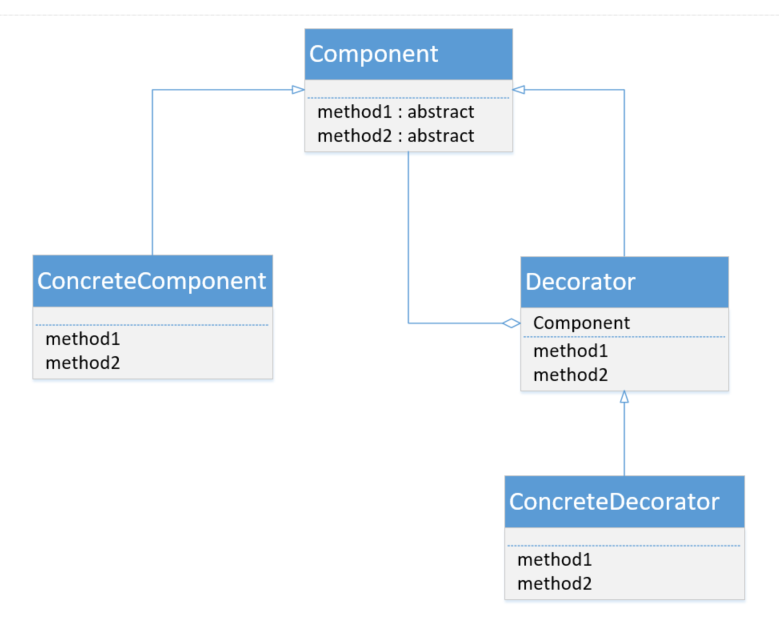 Component
method1 : abstract
method2 : abstract
ConcreteComponent
method1
method2
Decorator
Component
method1
method2
ConcreteDecorator
method1
method2